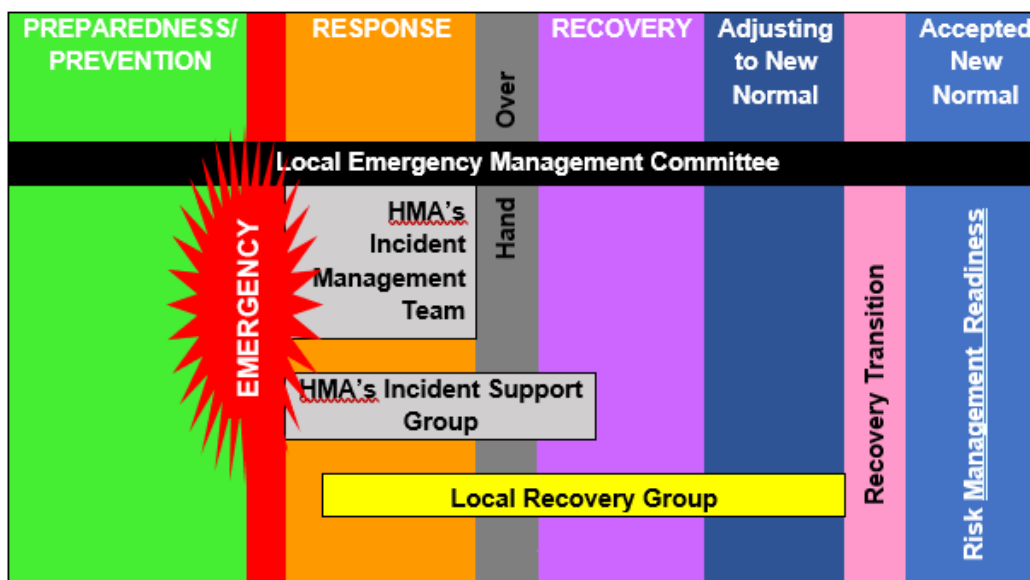 PREPAREDNESS/
PREVENTION
RESPONSE
RECOVERY
Adjusting
to New
Normal
Accepted
New
Normal
Hand Over
Local Emergency Management Committee
EMERGENCY
HMA's
Incident
Management
Team
HMA's Incident Support
Group
Local Recovery Group
Recovery Transition
Risk Management Readiness